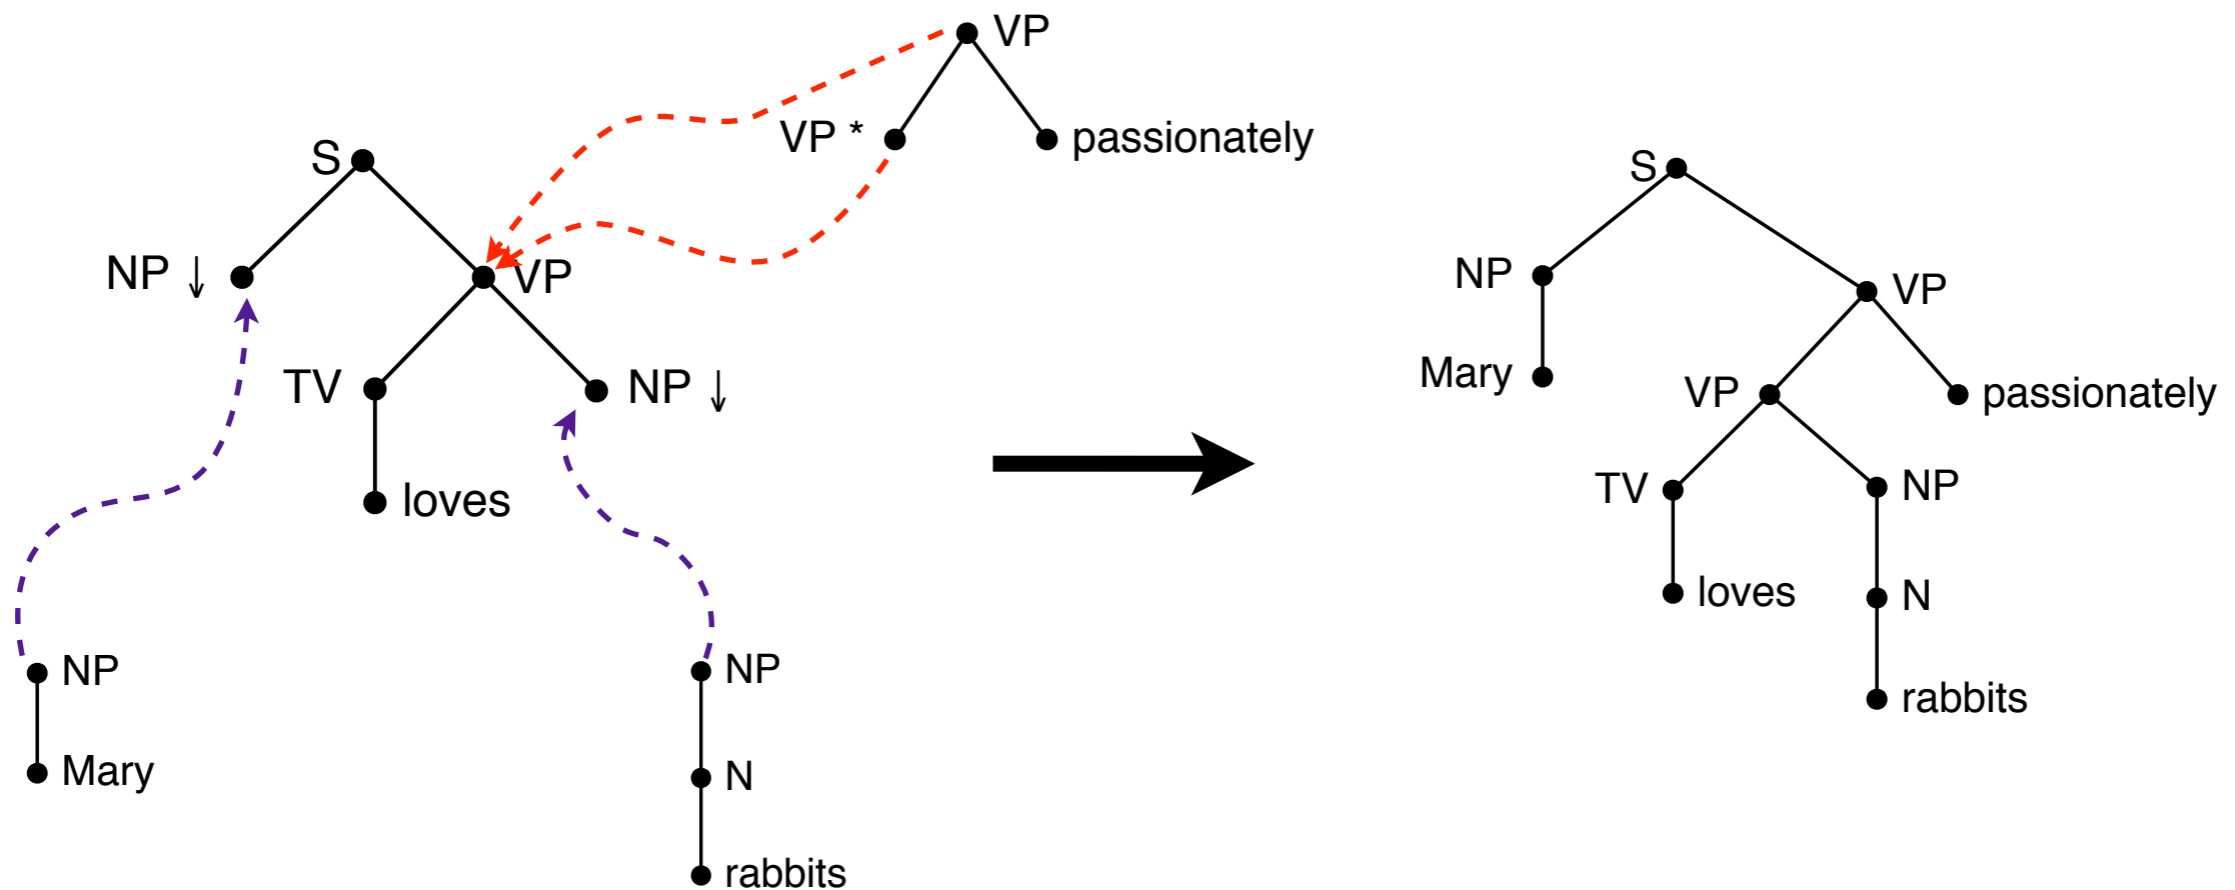 VP
VP * passionately
S
NP ↓ VP
TV NP ↓
loves
NP NP
Mary N
rabbits
S
NP VP
Mary VP passionately
TV NP
loves N
rabbits